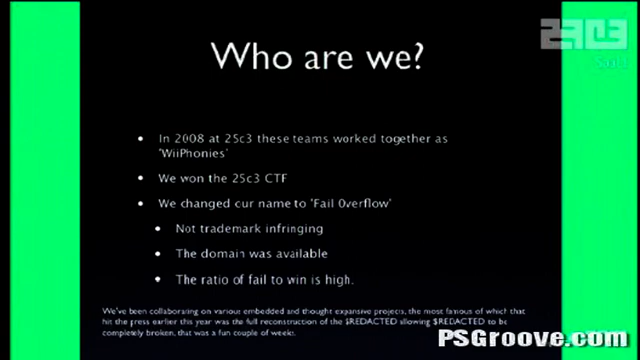 27C3
Saal1
Who are we?
• In 2008 at 25c3 these teams worked together as
'WiiPhonies'
• We won the 25c3 CTF
• We changed our name to 'Fail 0verflow'
• Not trademark infringing
• The domain was available
• The ratio of fail to win is high.
We've been collaborating on various embedded and thought expansive projects, the most famous of which that
hit the press earlier this year was the full reconstruction of the $REDACTED allowing $REDACTED to be
completely broken, that was a fun couple of weeks.
PSGroove.com